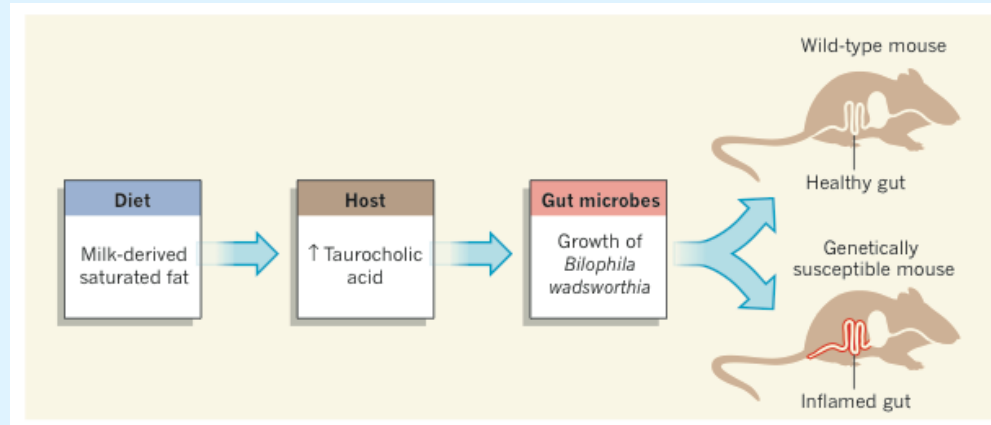 Wild-type mouse
Healthy gut
Diet
Milk-derived
saturated fat
Host
↑ Taurocholic
acid
Gut microbes
Growth of
Bilophila
wadsworthia
Genetically
susceptible mouse
Inflamed gut